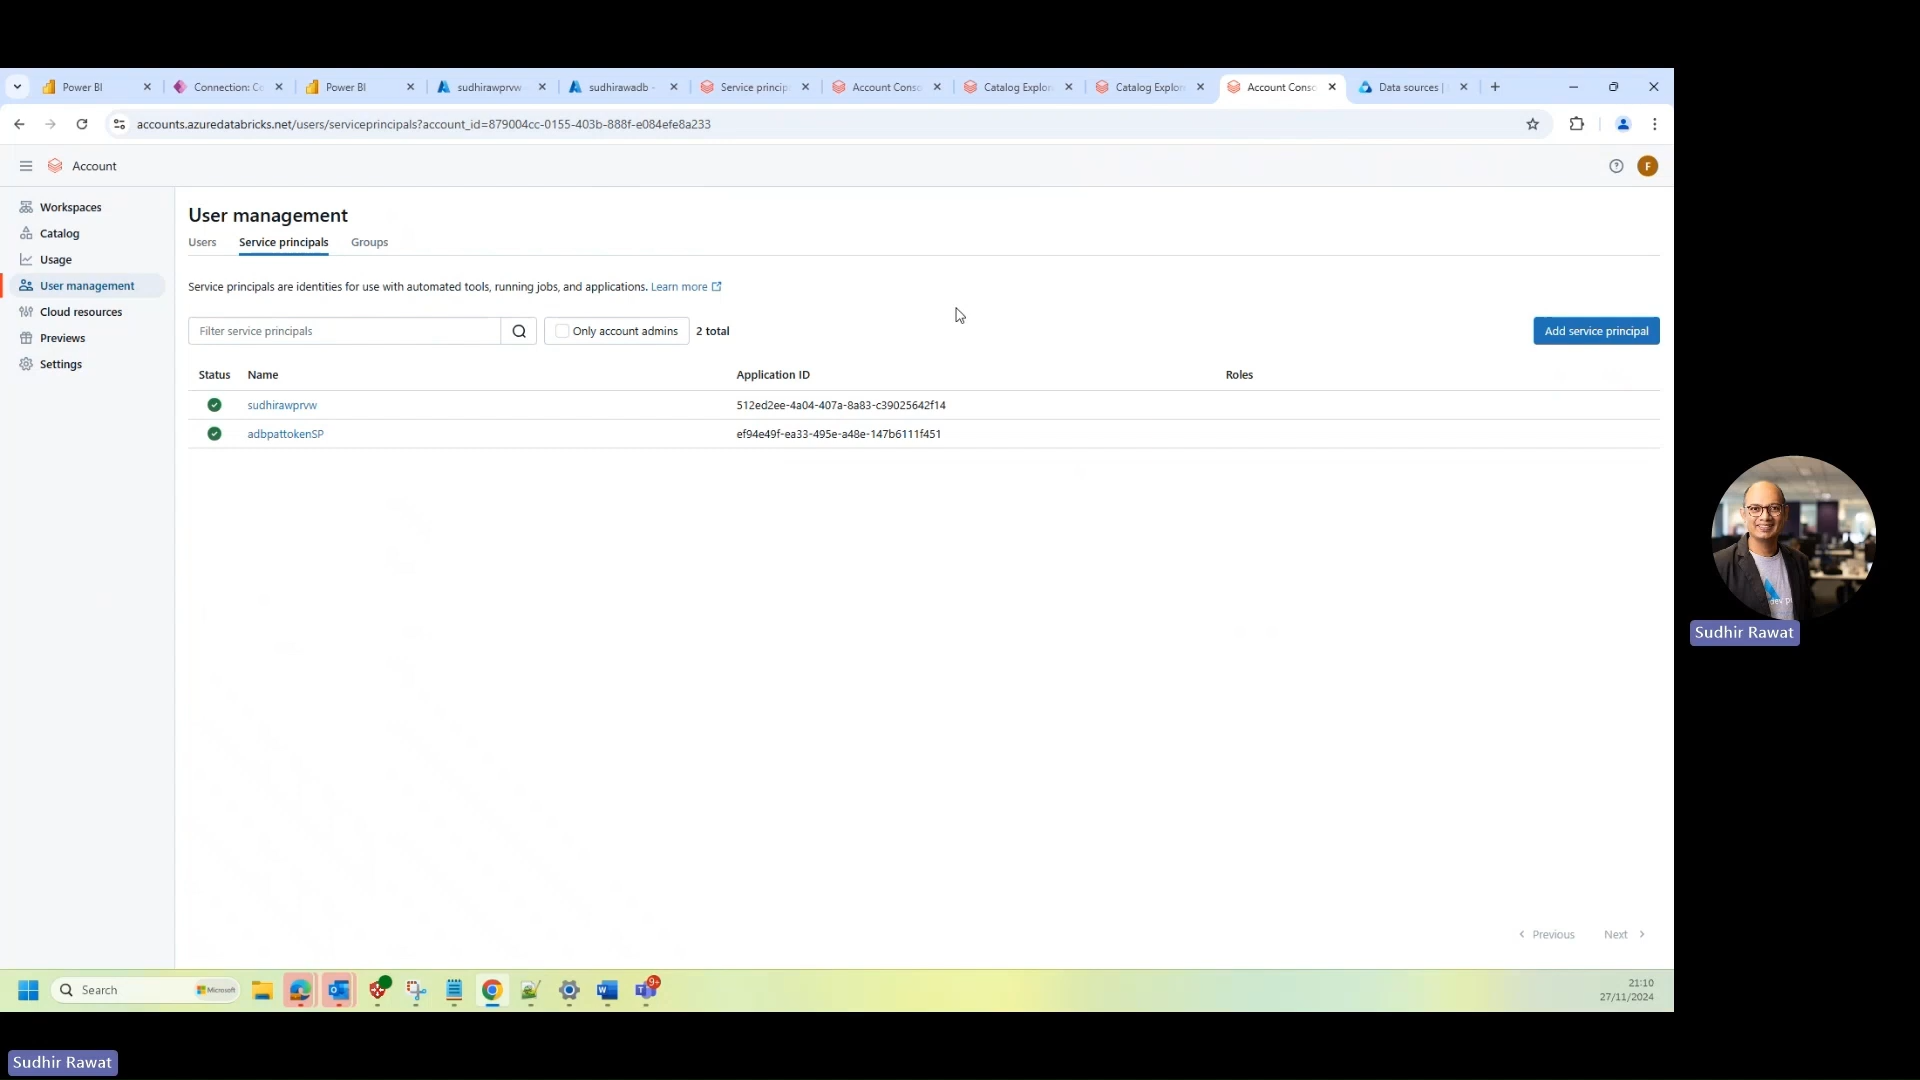 Power BI
Connection: Co
Power BI
sudhirawprvw
sudhirawadb -
Service princip
Account Conso
Catalog Explor
Catalog Explor
Account Conso
Data sources |
accounts.azuredatabricks.net/users/serviceprincipals?account_id=879004cc-0155-403b-888f-e084efe8a233
Account
F
Workspaces
Catalog
Usage
User management
Cloud resources
Previews
Settings
User management
Users
Service principals
Groups
Service principals are identities for use with automated tools, running jobs, and applications. Learn more
Filter service principals
Only account admins
2 total
Add service principal
Status Name Application ID Roles
sudhirawprvw 512ed2ee-4a04-407a-8a83-c39025642f14
adbpattokenSP ef94e49f-ea33-495e-a48e-147b6111f451
Previous
Next
Sudhir Rawat
Search
Microsoft
9+
21:10
27/11/2024
Sudhir Rawat